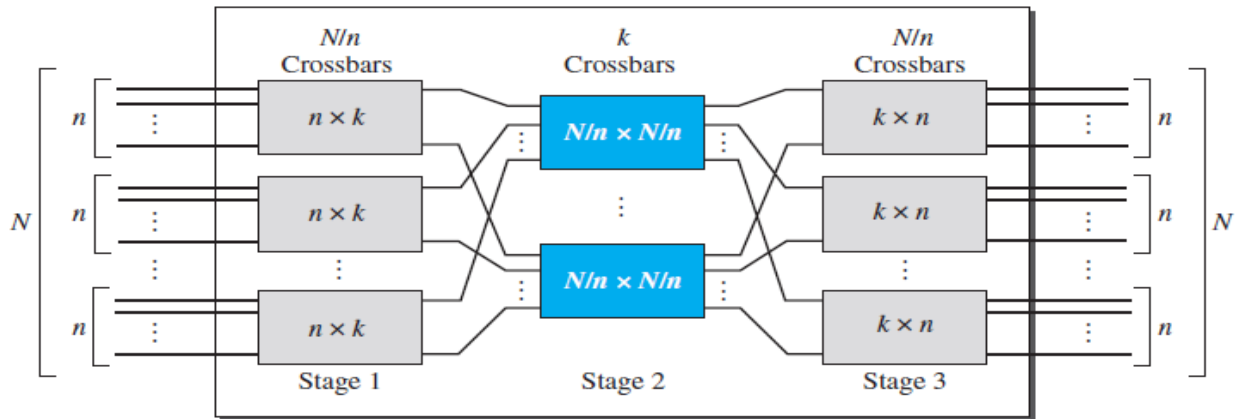 N/n
Crossbars
k
Crossbars
N/n
Crossbars
n
n × k
N/n × N/n
k × n
n
N
n
n × k
k × n
n
N
n
n × k
N/n × N/n
k × n
n
Stage 1
Stage 2
Stage 3